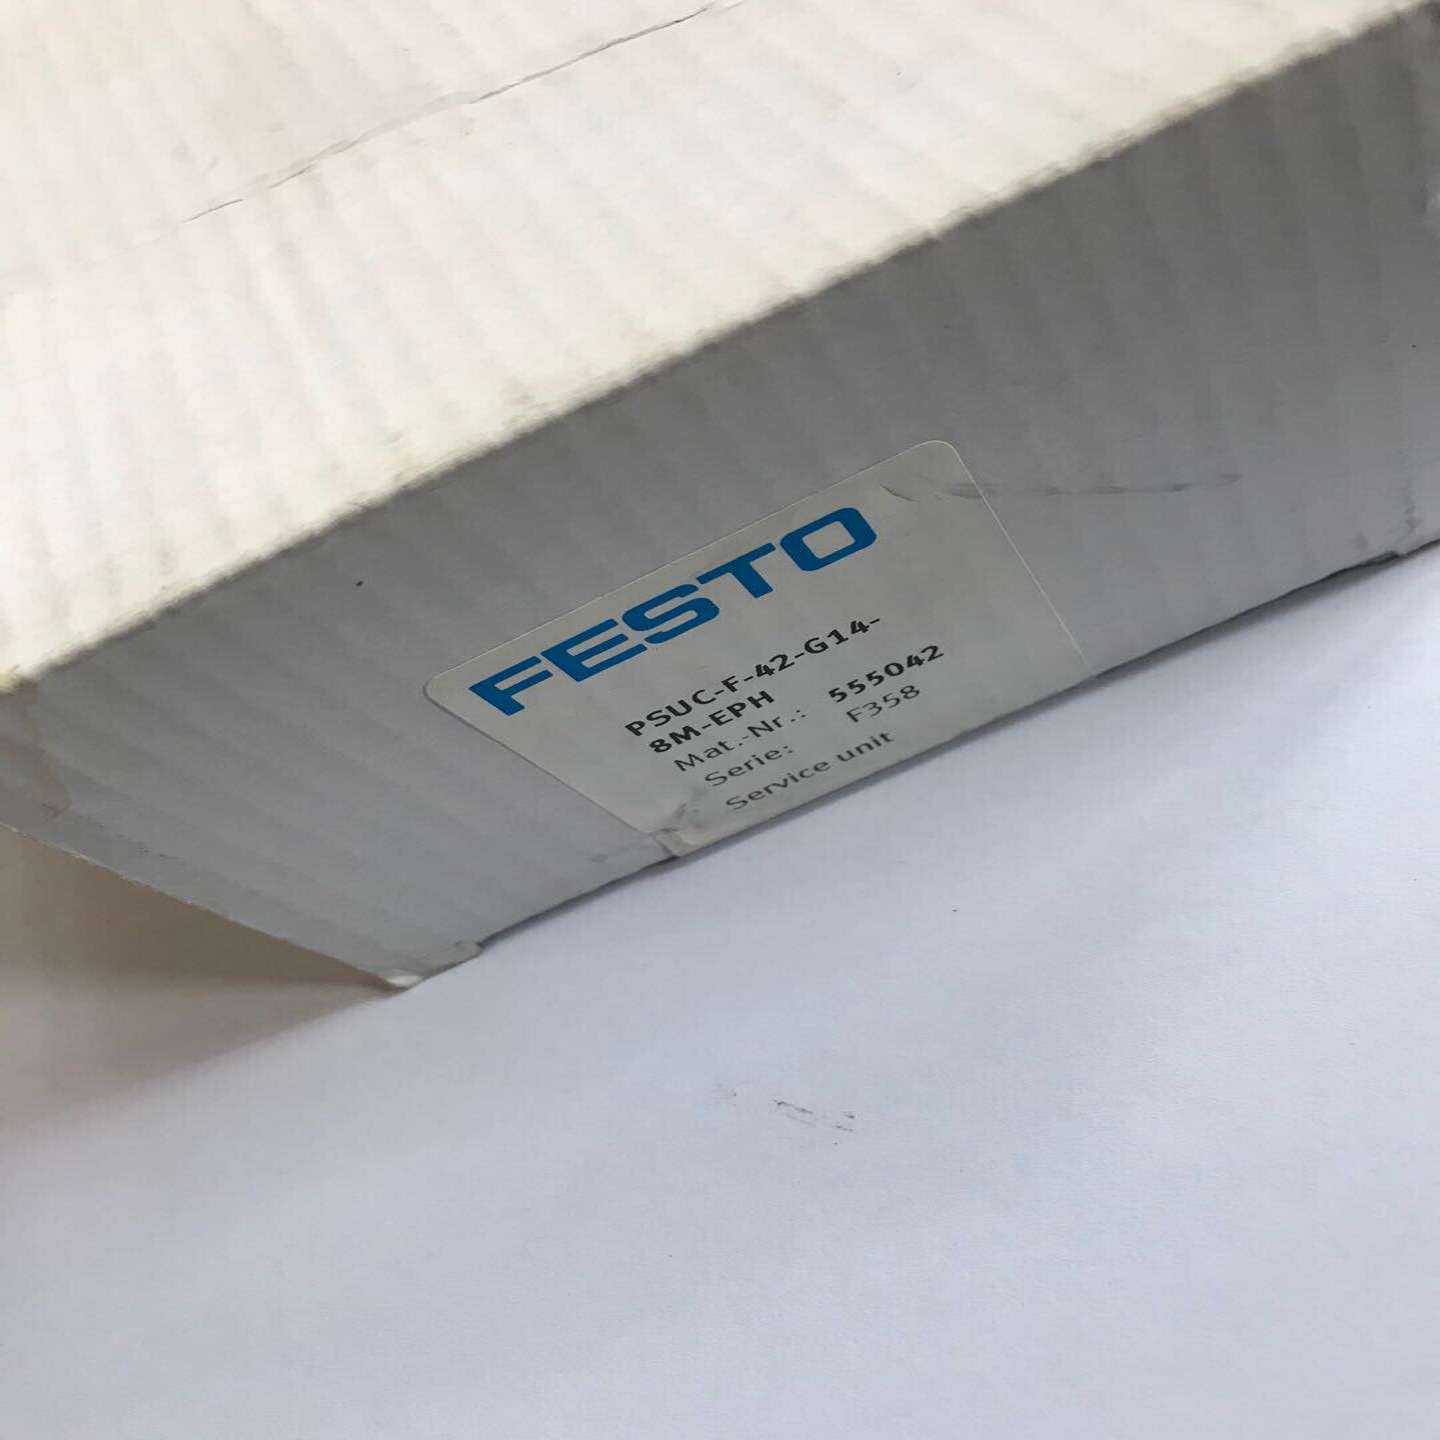 FESTO
PSUC-F-42-G14-
8M-EPH
Mat.-Nr.: 555042
Serie: F358
Service unit